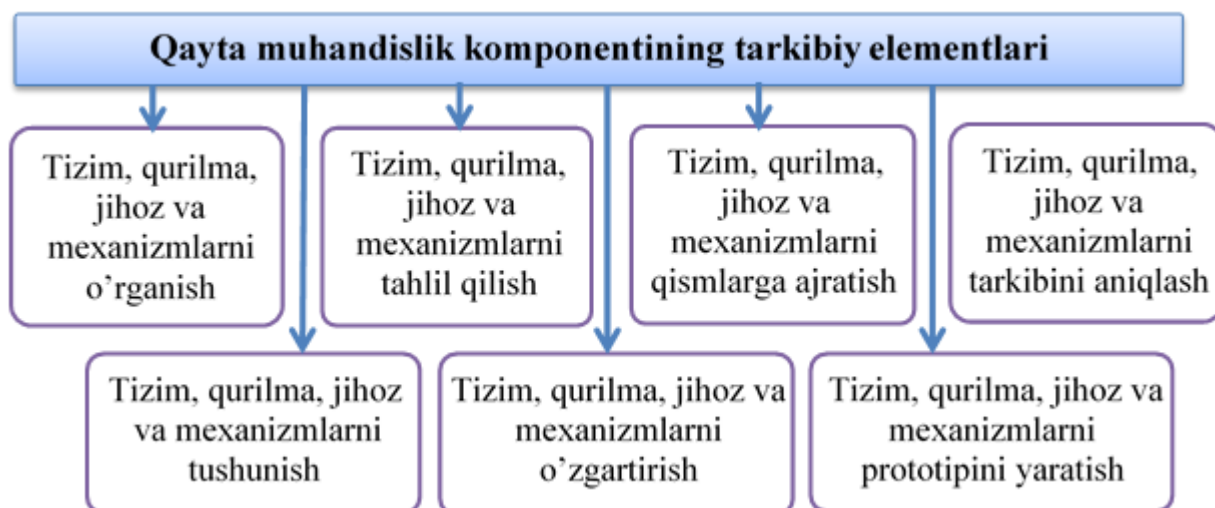 Qayta muhandislik komponentining tarkibiy elementlari
Tizim, qurilma,
jihoz va
mexanizmlarni
o’rganish
Tizim, qurilma,
jihoz va
mexanizmlarni
tahlil qilish
Tizim, qurilma,
jihoz va
mexanizmlarni
qismlarga ajratish
Tizim, qurilma,
jihoz va
mexanizmlarni
tarkibini aniqlash
Tizim, qurilma, jihoz
va mexanizmlarni
tushunish
Tizim, qurilma, jihoz va
mexanizmlarni
o’zgartirish
Tizim, qurilma, jihoz va
mexanizmlarni
prototipini yaratish